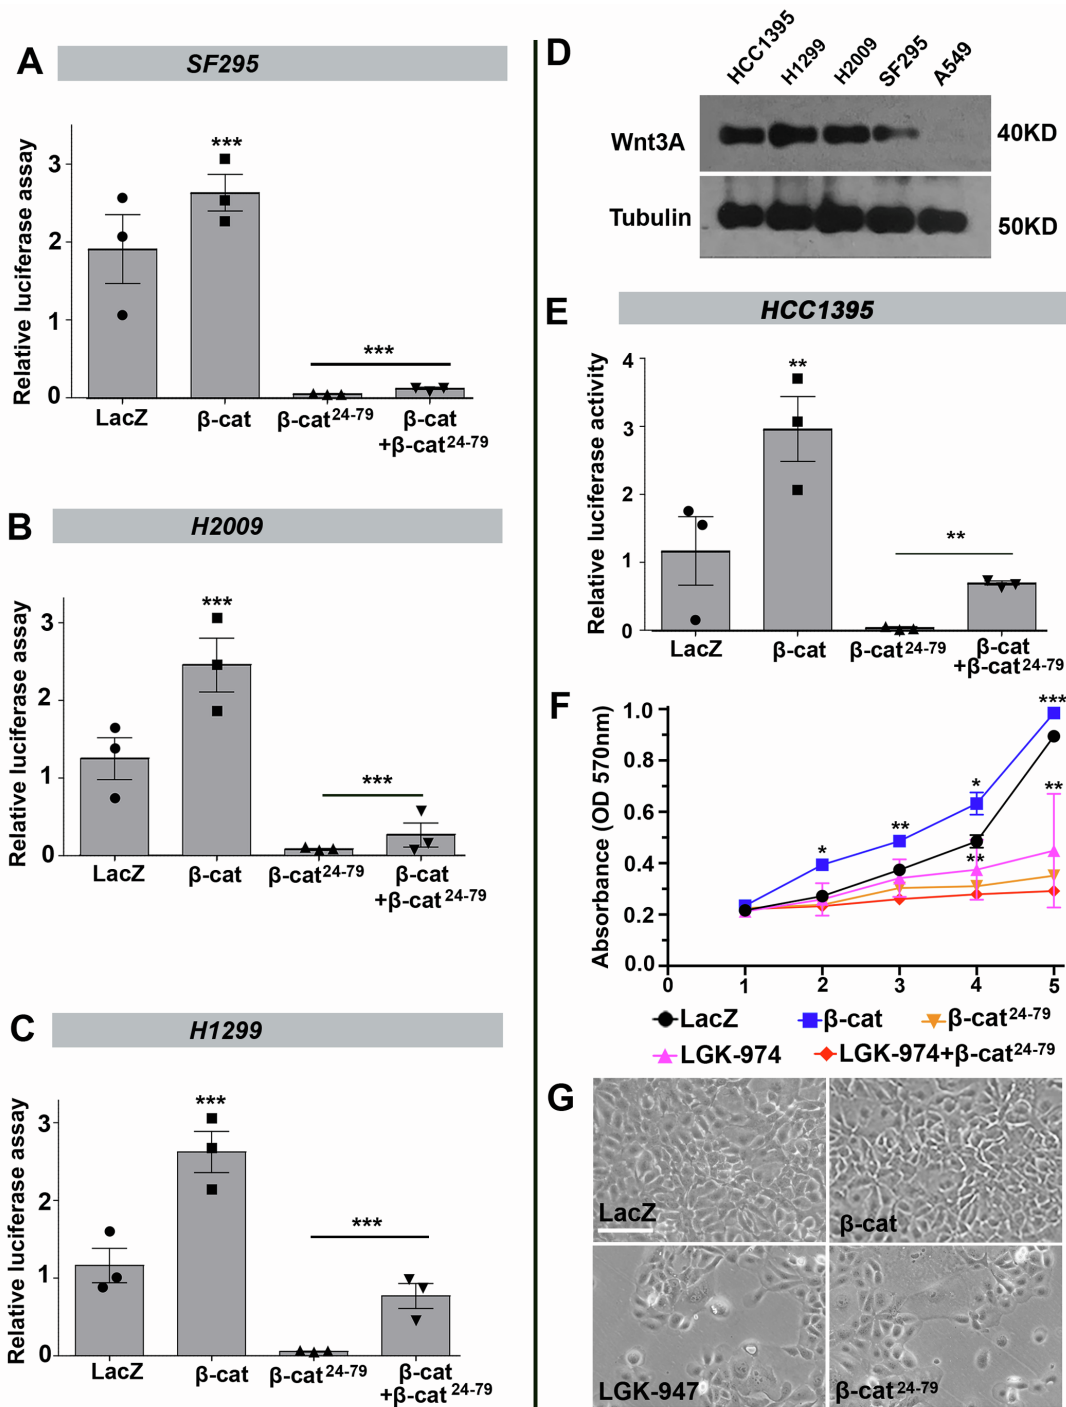 A
SF295
Relative luciferase assay
3
2
1
0
***
***
LacZ
β-cat
β-cat24-79
β-cat
+β-cat24-79
B
H2009
Relative luciferase assay
3
2
1
0
***
***
LacZ
β-cat
β-cat24-79
β-cat
+β-cat24-79
C
H1299
Relative luciferase assay
3
2
1
0
***
***
LacZ
β-cat
β-cat24-79
β-cat
+β-cat24-79
D
HCC1395
H1299
H2009
SF295
A549
Wnt3A
40KD
Tubulin
50KD
E
HCC1395
Relative luciferase activity
4
3
2
1
0
**
**
LacZ
β-cat
β-cat24-79
β-cat
+β-cat24-79
F
Absorbance (OD 570nm)
1.0
0.8
0.6
0.4
0.2
0.0
*
**
*
**
***
**
0
1
2
3
4
5
LacZ
β-cat
β-cat24-79
LGK-974
LGK-974+β-cat24-79
G
LacZ
β-cat
LGK-947
β-cat24-79